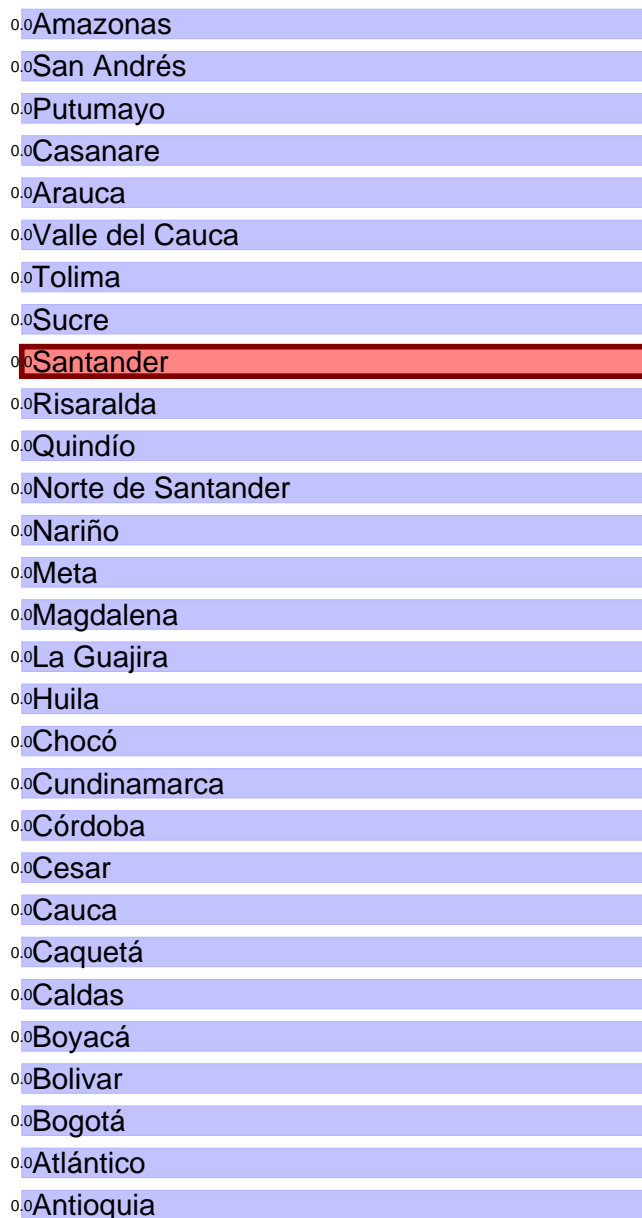 0.0Amazonas
0.0San Andrés
0.0Putumayo
0.0Casanare
0.0Arauca
0.0Valle del Cauca
0.0Tolima
0.0Sucre
0.0Santander
0.0Risaralda
0.0Quindío
0.0Norte de Santander
0.0Nariño
0.0Meta
0.0Magdalena
0.0La Guajira
0.0Huila
0.0Chocó
0.0Cundinamarca
0.0Córdoba
0.0Cesar
0.0Cauca
0.0Caquetá
0.0Caldas
0.0Boyacá
0.0Bolivar
0.0Bogotá
0.0Atlántico
0.0Antioquia